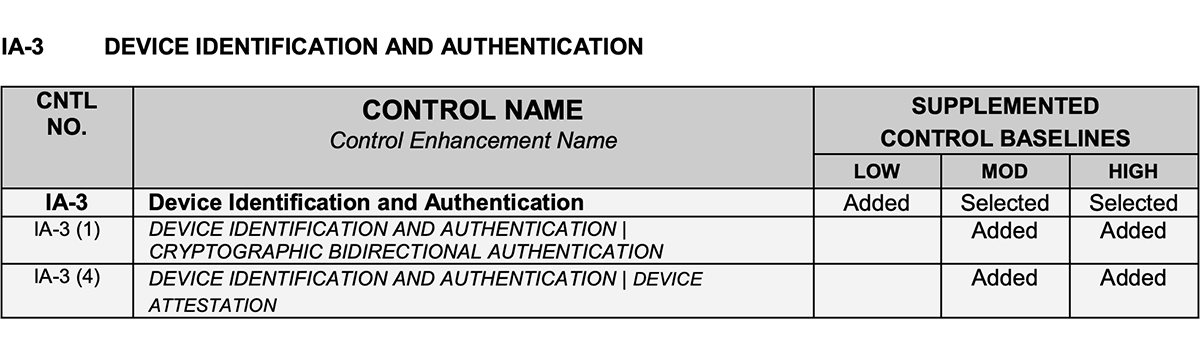 IA-3 DEVICE IDENTIFICATION AND AUTHENTICATION
CNTL
NO.
CONTROL NAME
Control Enhancement Name
SUPPLEMENTED
CONTROL BASELINES
LOW MOD HIGH
IA-3 Device Identification and Authentication Added Selected Selected
IA-3 (1) DEVICE IDENTIFICATION AND AUTHENTICATION | Added Added
CRYPTOGRAPHIC BIDIRECTIONAL AUTHENTICATION
IA-3 (4) DEVICE IDENTIFICATION AND AUTHENTICATION | DEVICE Added Added
ATTESTATION